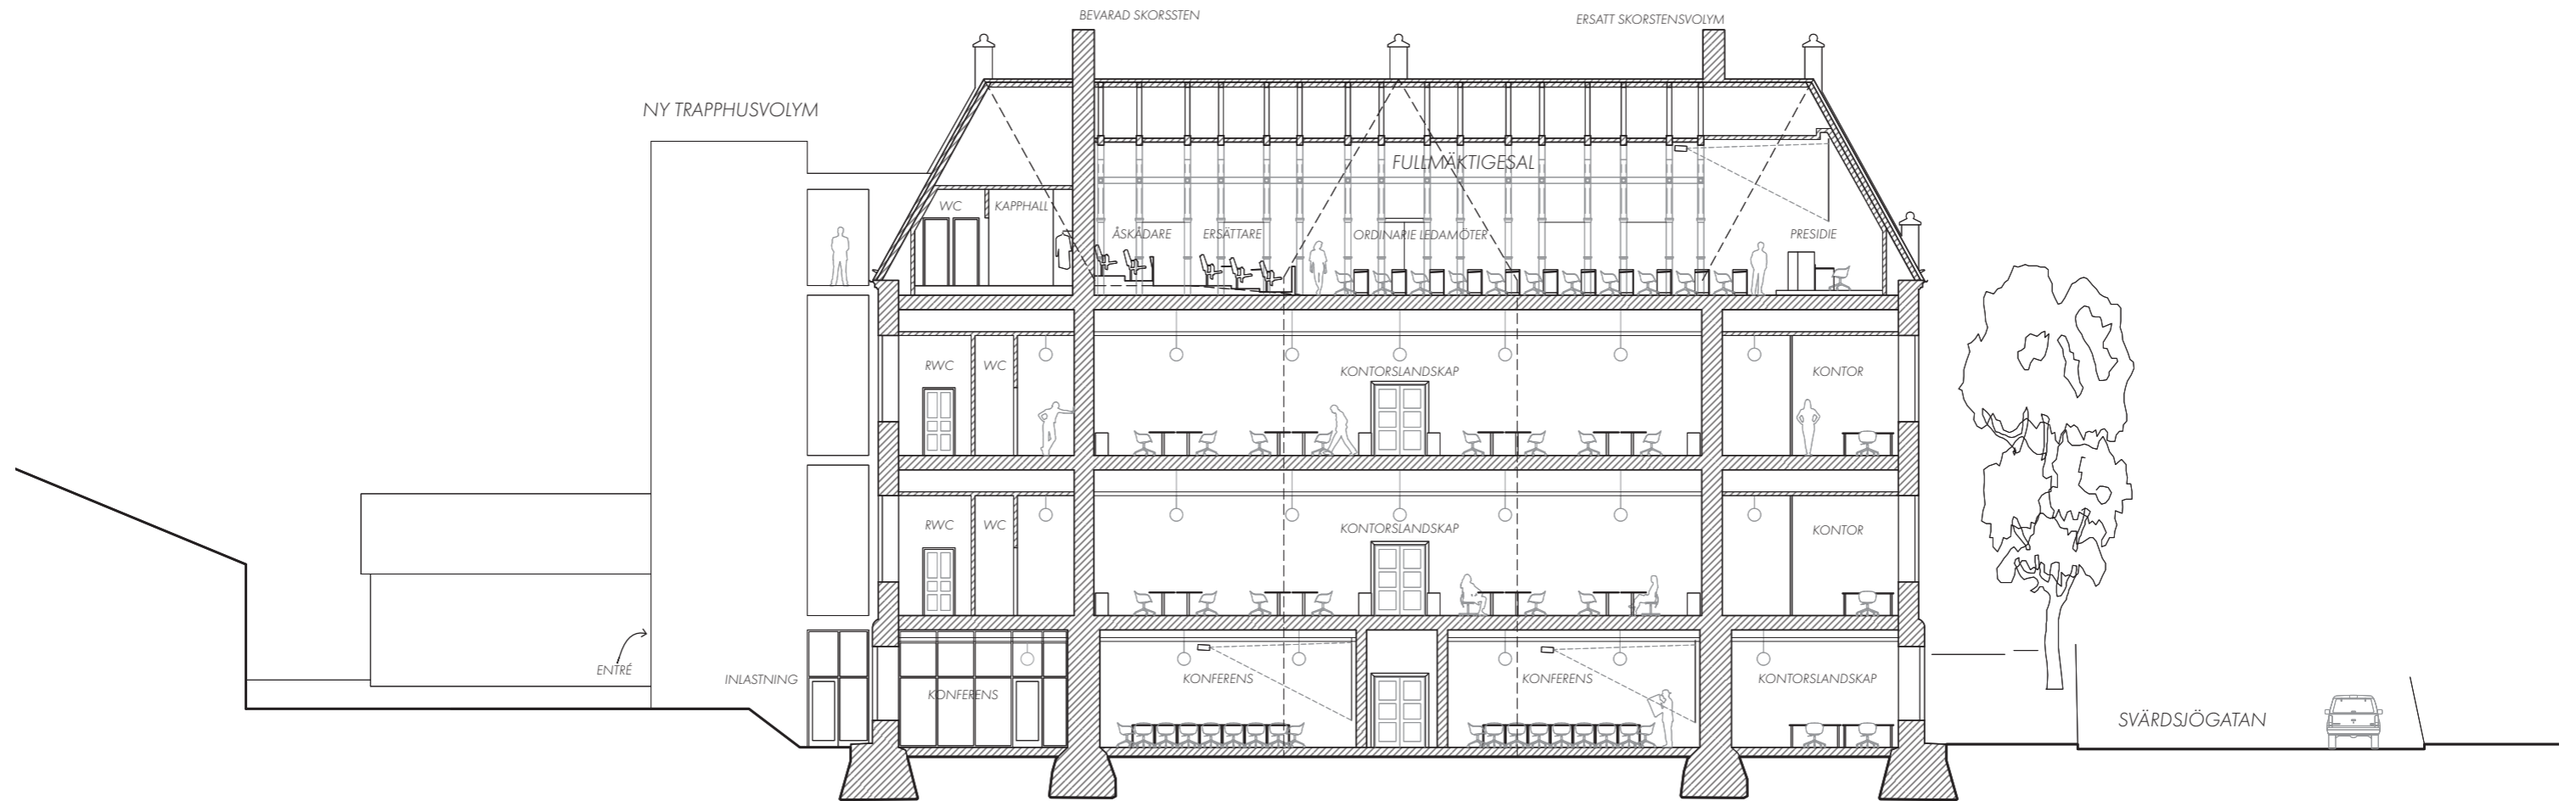 BEVARAD SKORSSTEN
ERSATT SKORSTENSVOLYM
NY TRAPPHUSVOLYM
FULLMÄKTIGESAL
WC
KAPPHALL
ÅSKÅDARE
ERSÄTTARE
ORDINARIE LEDAMÖTER
PRESIDIE
RWC
WC
KONTORSLANDSKAP
KONTOR
RWC
WC
KONTORSLANDSKAP
KONTOR
ENTRÉ
INLASTNING
KONFERENS
KONFERENS
KONFERENS
KONTORSLANDSKAP
SVÄRDSJÖGATAN